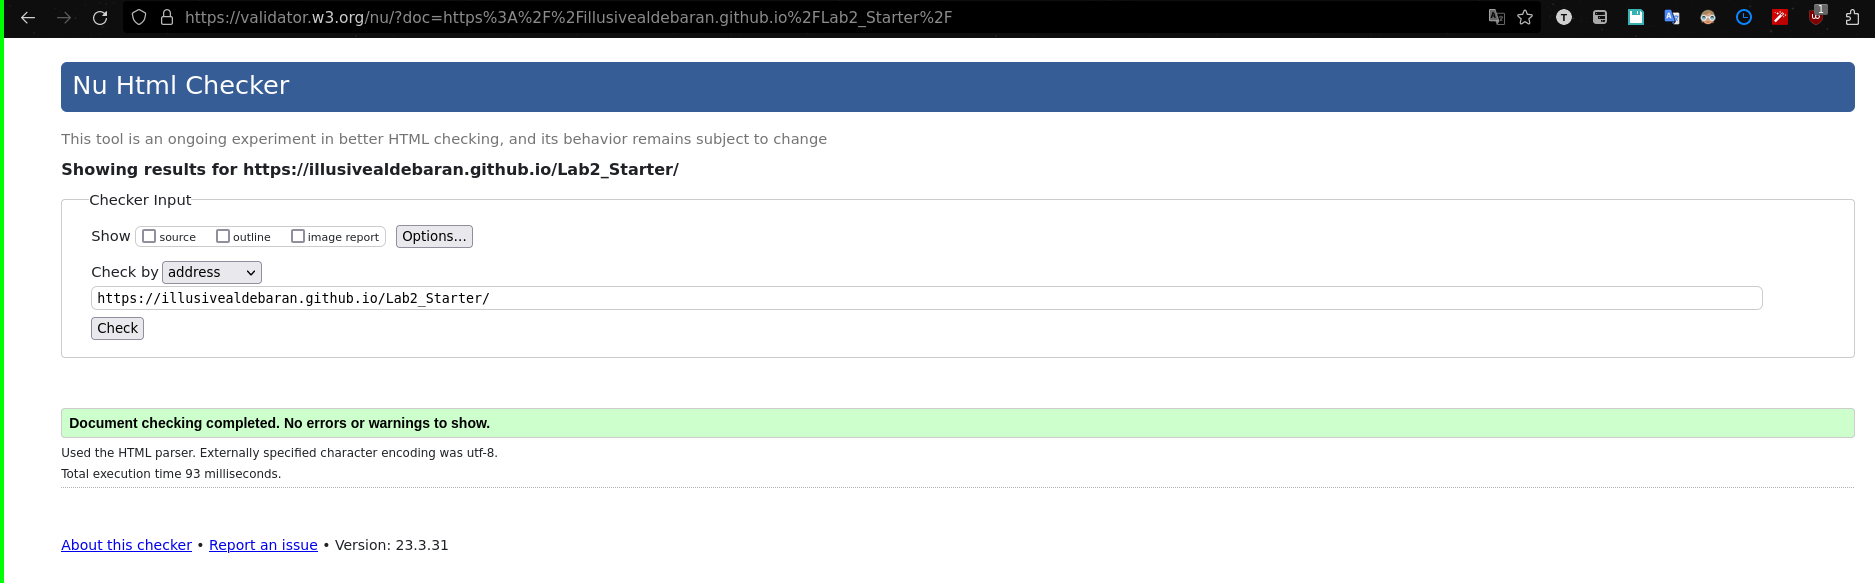 https://validator.w3.org/nu/?doc=https%3A%2F%2Fillusivealdebaran.github.io%2FLab2_Starter%2F
1
Nu Html Checker
This tool is an ongoing experiment in better HTML checking, and its behavior remains subject to change
Showing results for https://illusivealdebaran.github.io/Lab2_Starter/
Checker Input
Show source outline image report Options...
Check by address
https://illusivealdebaran.github.io/Lab2_Starter/
Check
Document checking completed. No errors or warnings to show.
Used the HTML parser. Externally specified character encoding was utf-8.
Total execution time 93 milliseconds.
About this checker • Report an issue • Version: 23.3.31